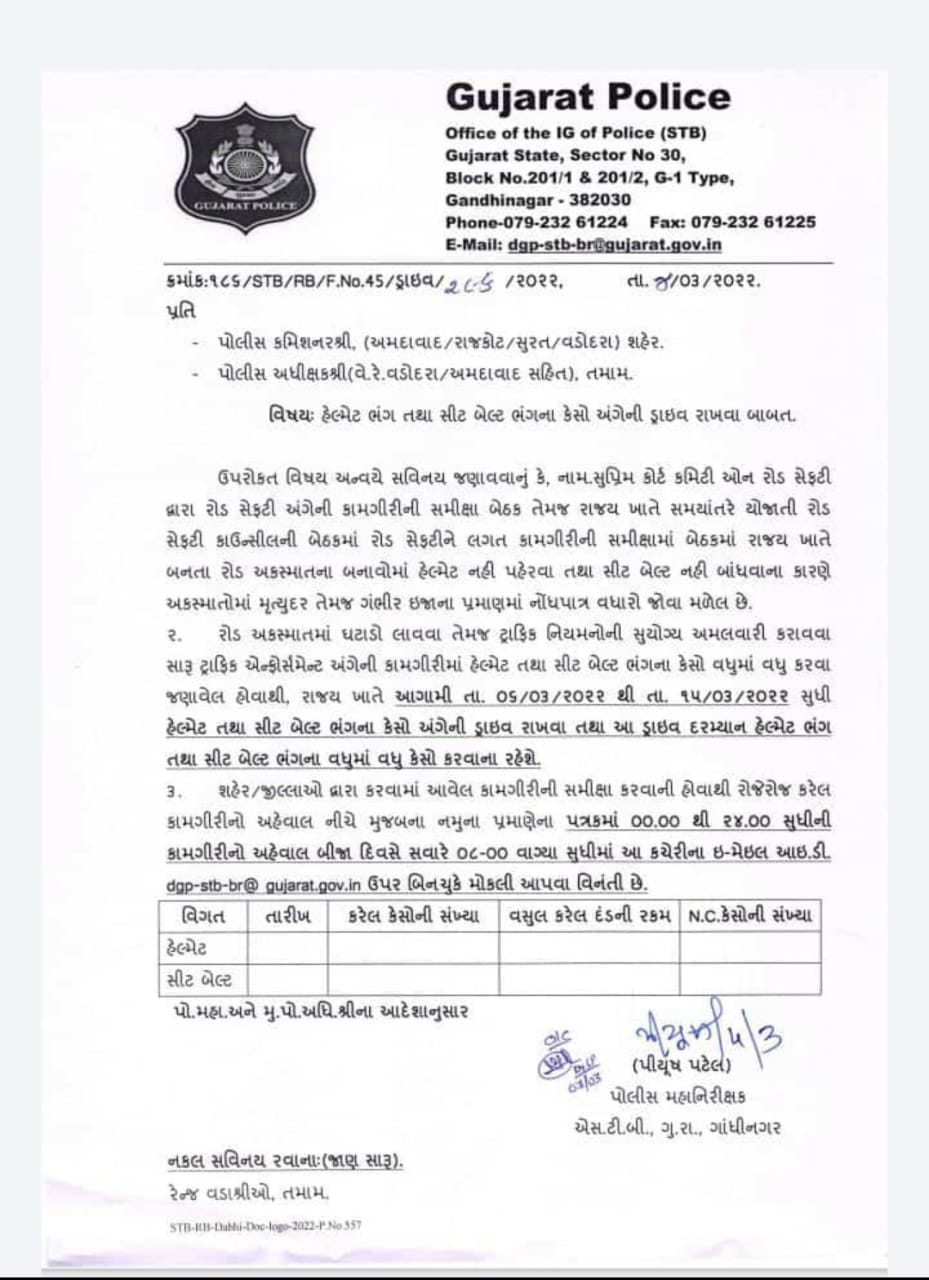 GUJARAT POLICE
Gujarat Police
Office of the IG of Police (STB)
Gujarat State, Sector No 30,
Block No.201/1 & 201/2, G-1 Type,
Gandhinagar - 382030
Phone-079-232 61224 Fax: 079-232 61225
E-Mail: dgp-stb-br@gujarat.gov.in
ક્રમાંક:૧૮૬/STB/RB/F.No.45/ડ્રાઇવ/ /૨૦૨૨, તા. /03/૨૦૨૨.
પ્રતિ
- પોલીસ કમિશનરશ્રી, (અમદાવાદ/રાજકોટ/સુરત/વડોદરા) શહેર.
- પોલીસ અધીક્ષકશ્રી(વે.રે.વડોદરા/અમદાવાદ સહિત), તમામ.
વિષયઃ હેલ્મેટ ભંગ તથા સીટ બેલ્ટ ભંગના કેસો અંગેની ડ્રાઇવ રાખવા બાબત.
ઉપરોકત વિષય અન્વયે સવિનય જણાવવાનું કે, નામ.સુપ્રિમ કોર્ટ કમિટી ઓન રોડ સેફટી
દ્વારા રોડ સેફટી અંગેની કામગીરીની સમીક્ષા બેઠક તેમજ રાજય ખાતે સમયાંતરે યોજાતી રોડ
સેફટી કાઉન્સીલની બેઠકમાં રોડ સેફટીને લગત કામગીરીની સમીક્ષામાં બેઠકમાં રાજય ખાતે
બનતા રોડ અકસ્માતના બનાવોમાં હેલ્મેટ નહી પહેરવા તથા સીટ બેલ્ટ નહી બાંધવાના કારણે
અકસ્માતોમાં મૃત્યુદર તેમજ ગંભીર ઇજાના પ્રમાણમાં નોંધપાત્ર વધારો જોવા મળેલ છે.
૨. રોડ અકસ્માતમાં ઘટાડો લાવવા તેમજ ટ્રાફિક નિયમનોની સુયોગ્ય અમલવારી કરાવવા
સારૂ ટ્રાફિક એન્ફોર્સમેન્ટ અંગેની કામગીરીમાં હેલ્મેટ તથા સીટ બેલ્ટ ભંગના કેસો વધુમાં વધુ કરવા
જણાવેલ હોવાથી, રાજય ખાતે આગામી તા. ૦૬/૦૩/૨૦૨૨ થી તા. ૧૫/૦૩/૨૦૨૨ સુધી
હેલ્મેટ તથા સીટ બેલ્ટ ભંગના કેસો અંગેની ડ્રાઇવ રાખવા તથા આ ડ્રાઇવ દરમ્યાન હેલ્મેટ ભંગ
તથા સીટ બેલ્ટ ભંગના વધુમાં વધુ કેસો કરવાના રહેશે.
૩. શહેર/જીલ્લાઓ દ્વારા કરવામાં આવેલ કામગીરીની સમીક્ષા કરવાની હોવાથી રોજેરોજ કરેલ
કામગીરીનો અહેવાલ નીચે મુજબના નમુના પ્રમાણેના પત્રકમાં ૦૦.૦૦ થી ૨૪.૦૦ સુધીની
કામગીરીનો અહેવાલ બીજા દિવસે સવારે ૦૮-૦૦ વાગ્યા સુધીમાં આ કચેરીના ઇ-મેઇલ આઇ.ડી.
dgp-stb-br@ gujarat.gov.in ઉપર બિનચુકે મોકલી આપવા વિનંતી છે.
વિગત તારીખ કરેલ કેસોની સંખ્યા વસુલ કરેલ દંડની રકમ N.C.કેસોની સંખ્યા
હેલ્મેટ
સીટ બેલ્ટ
પો.મહા.અને મુ.પો.અધિ.શ્રીના આદેશાનુસાર
(પીયૂષ પટેલ)
પોલીસ મહાનિરીક્ષક
એસ.ટી.બી., ગુ.રા., ગાંધીનગર
નકલ સવિનય રવાનાઃ(જાણ સારૂ).
રેન્જ વડાશ્રીઓ, તમામ.
STB-RB-Dabhi-Doc-logo-2022-P.No.557